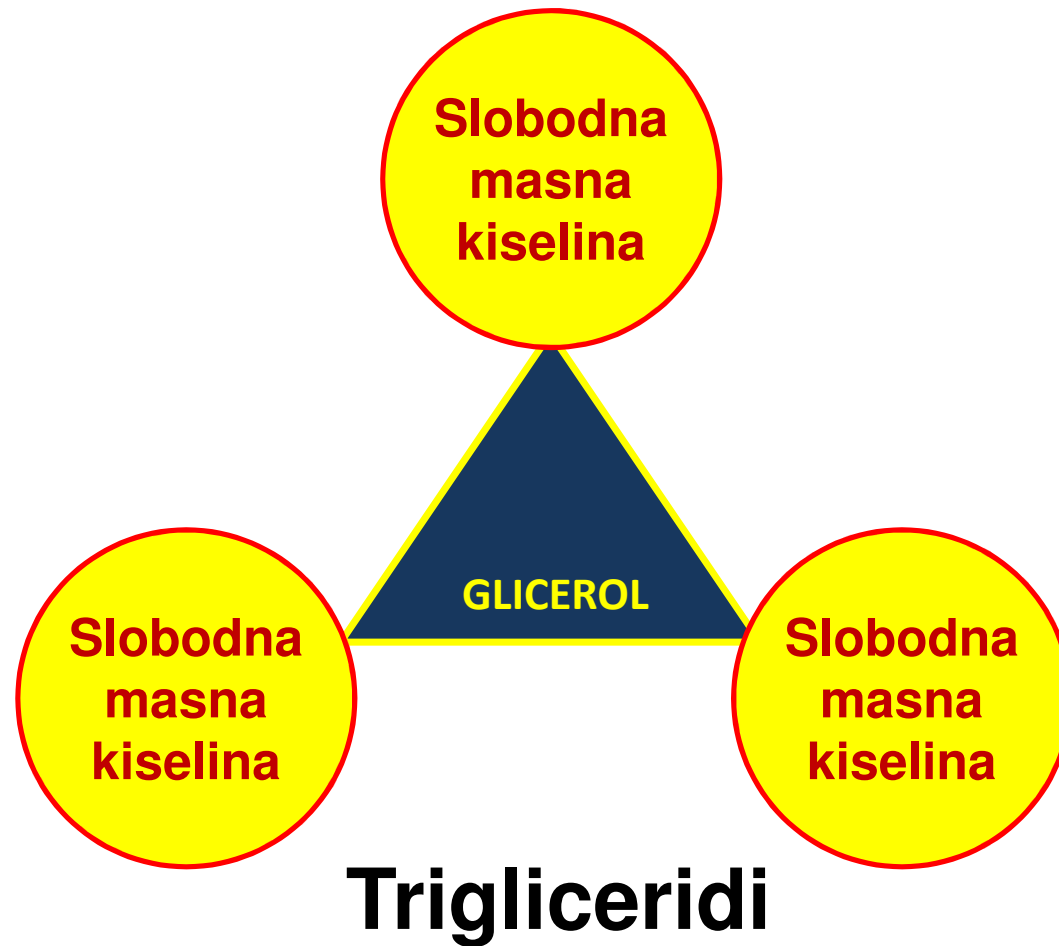 Slobodna
masna
kiselina
GLICEROL
Slobodna
masna
kiselina
Slobodna
masna
kiselina
Trigliceridi